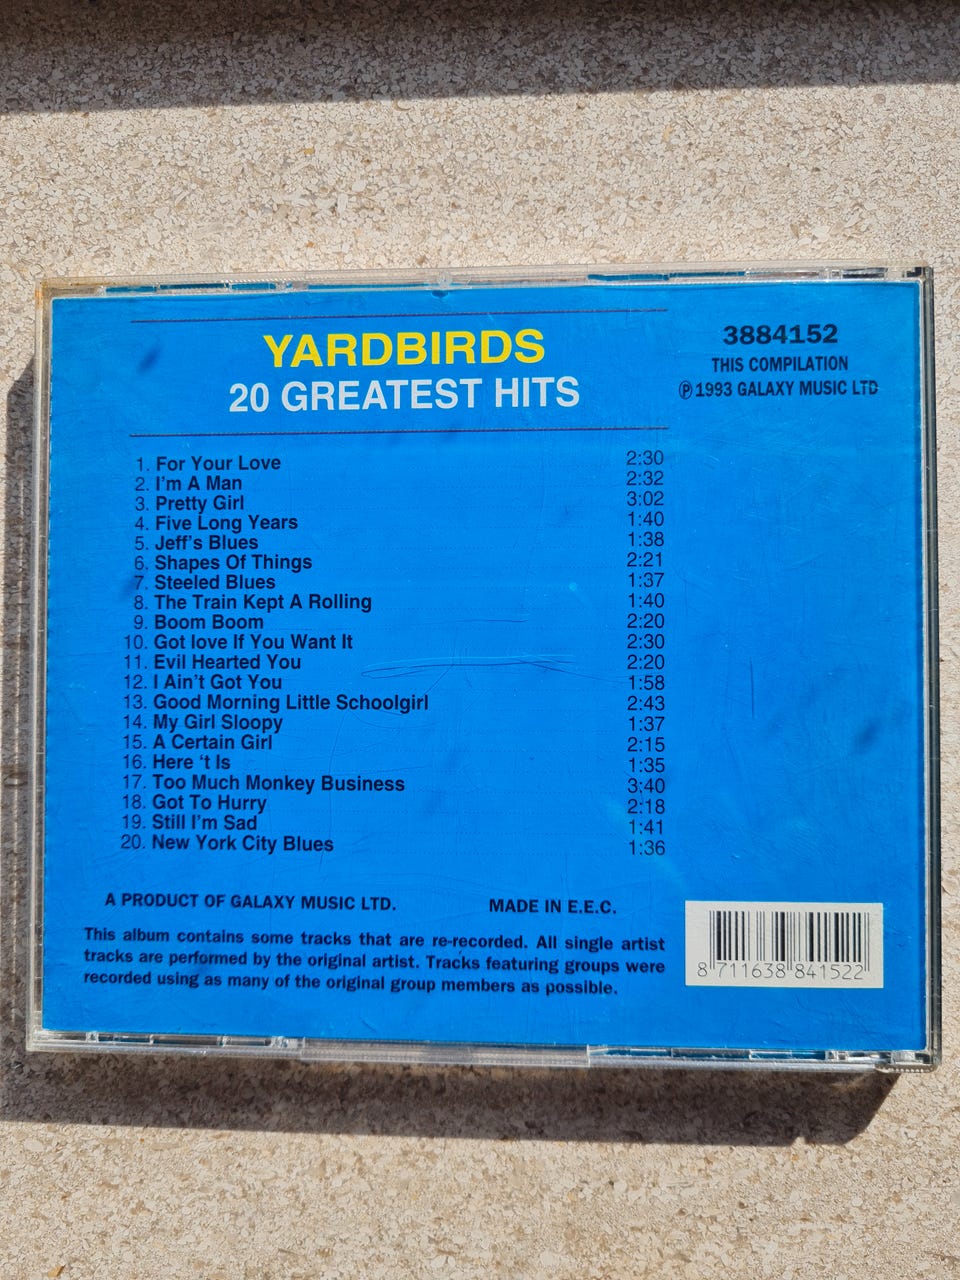 YARDBIRDS
20 GREATEST HITS
3884152
THIS COMPILATION
Ⓟ 1993 GALAXY MUSIC LTD
1. For Your Love 2:30
2. I'm A Man 2:32
3. Pretty Girl 3:02
4. Five Long Years 1:40
5. Jeff's Blues 1:38
6. Shapes Of Things 2:21
7. Steeled Blues 1:37
8. The Train Kept A Rolling 1:40
9. Boom Boom 2:20
10. Got love If You Want It 2:30
11. Evil Hearted You 2:20
12. I Ain't Got You 1:58
13. Good Morning Little Schoolgirl 2:43
14. My Girl Sloopy 1:37
15. A Certain Girl 2:15
16. Here 't Is 1:35
17. Too Much Monkey Business 3:40
18. Got To Hurry 2:18
19. Still I'm Sad 1:41
20. New York City Blues 1:36
A PRODUCT OF GALAXY MUSIC LTD. MADE IN E.E.C.
This album contains some tracks that are re-recorded. All single artist
tracks are performed by the original artist. Tracks featuring groups were
recorded using as many of the original group members as possible.
8 711638 841522